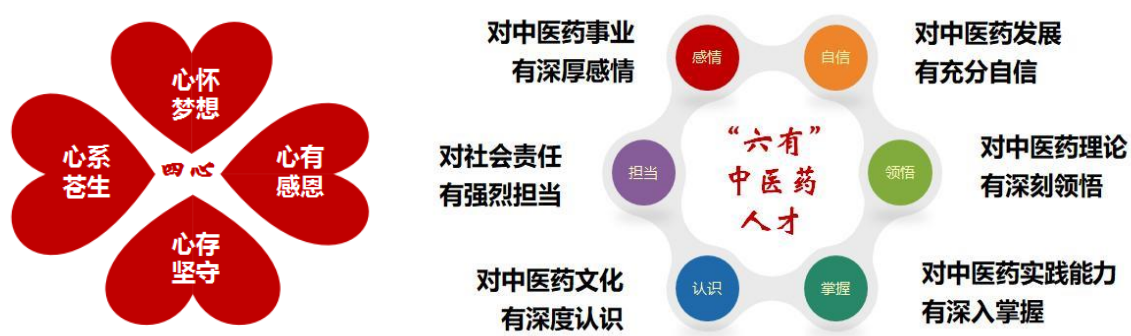 心怀
梦想
心系
苍生
四心
心有
感恩
心存
坚守
对中医药事业
有深厚感情
感情
自信
对中医药发展
有充分自信
对社会责任
有强烈担当
担当
“六有”
中医药
人才
领悟
对中医药理论
有深刻领悟
对中医药文化
有深度认识
认识
掌握
对中医药实践能力
有深入掌握